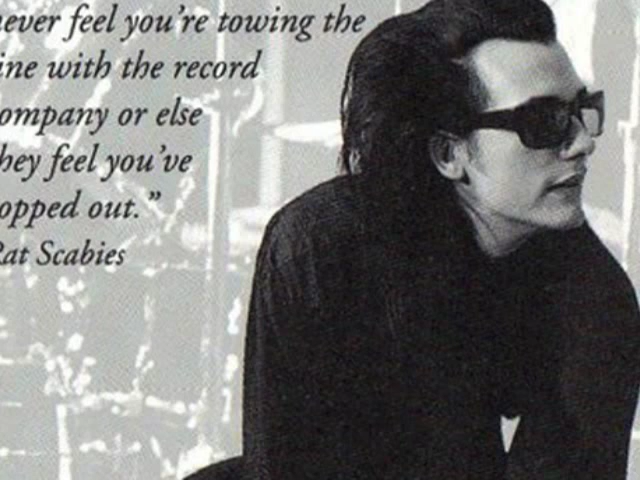 never feel you're towing the
ine with the record
ompany or else
hey feel you've
opped out."
Rat Scabies